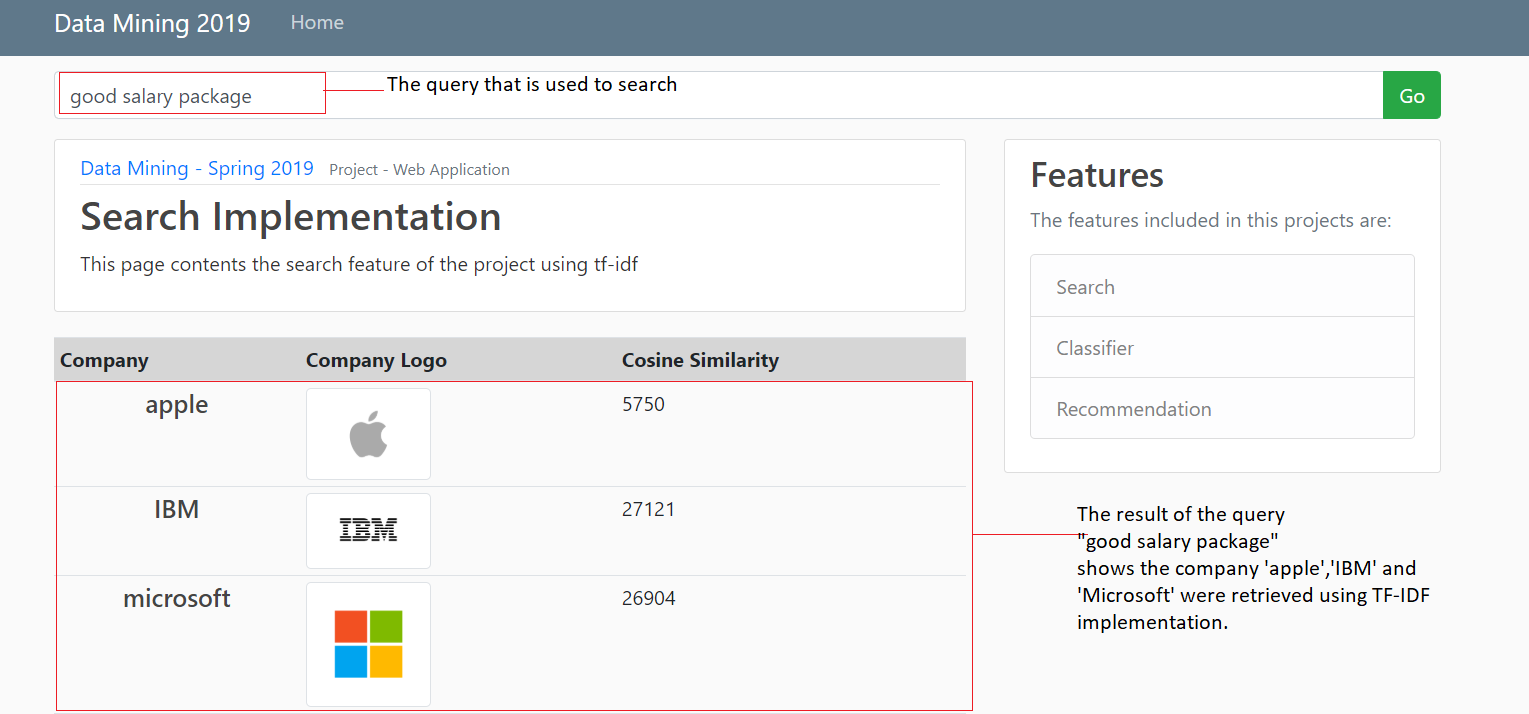 Data Mining 2019 Home
good salary package
The query that is used to search
Go
Data Mining - Spring 2019 Project - Web Application
Search Implementation
This page contents the search feature of the project using tf-idf
Features
The features included in this projects are:
Search
Classifier
Recommendation
Company Company Logo Cosine Similarity
apple 5750
IBM IBM 27121
microsoft 26904
The result of the query
"good salary package"
shows the company 'apple','IBM' and
'Microsoft' were retrieved using TF-IDF
implementation.